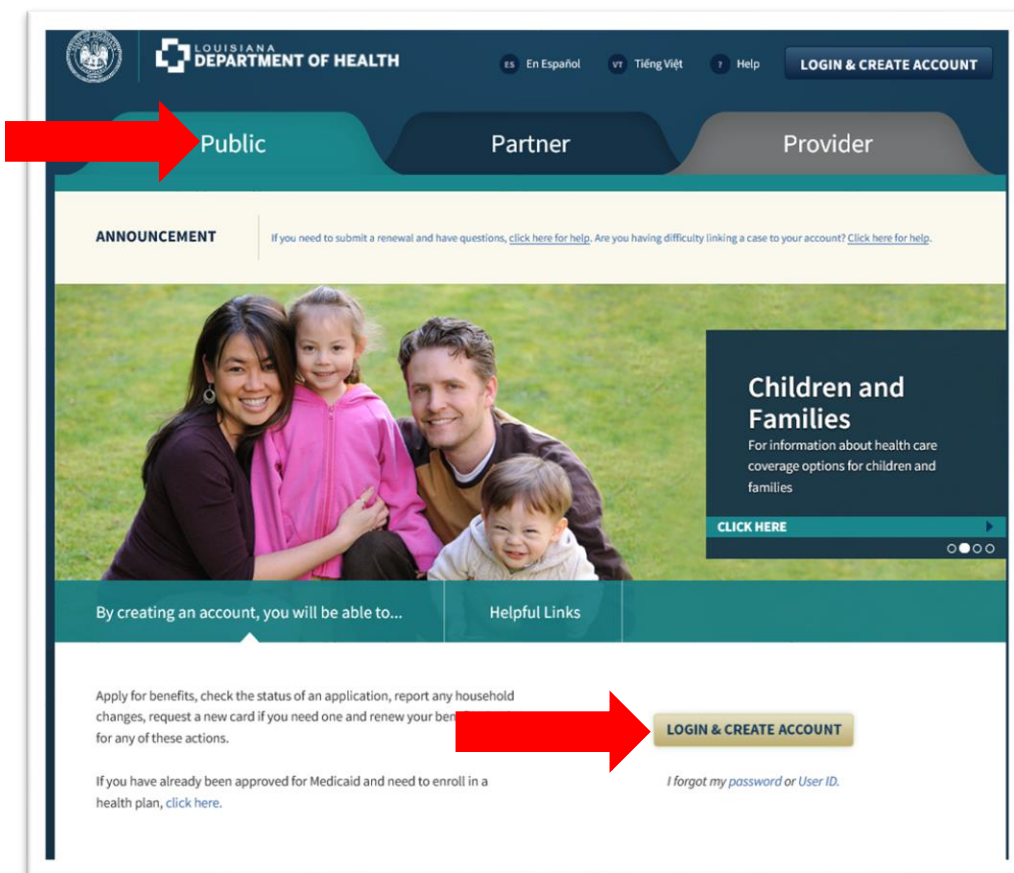 LOUISIANA
DEPARTMENT OF HEALTH
ES En Español VT Tiếng Việt ? Help LOGIN & CREATE ACCOUNT
Public Partner Provider
ANNOUNCEMENT If you need to submit a renewal and have questions, click here for help. Are you having difficulty linking a case to your account? Click here for help.
Children and
Families
For information about health care
coverage options for children and
families
CLICK HERE
By creating an account, you will be able to... Helpful Links
Apply for benefits, check the status of an application, report any household
changes, request a new card if you need one and renew your
for any of these actions.
If you have already been approved for Medicaid and need to enroll in a
health plan, click here.
LOGIN & CREATE ACCOUNT
I forgot my password or User ID.